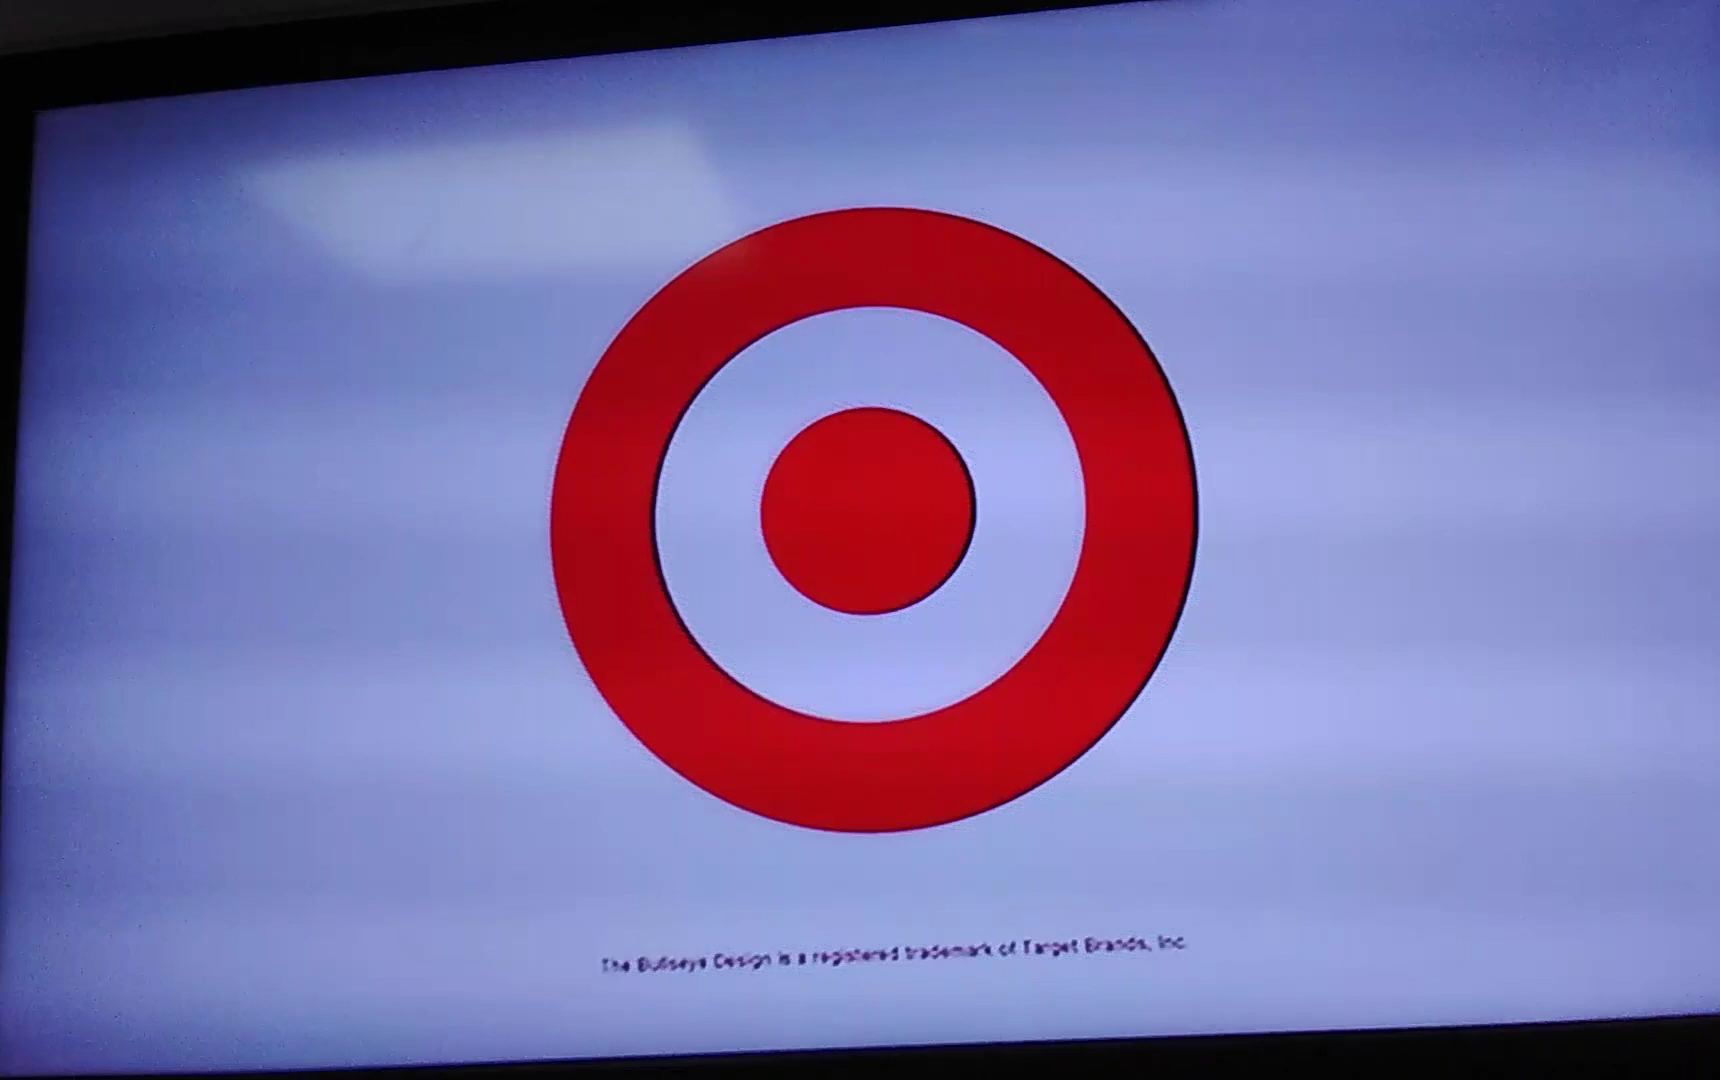 The Bullseye Design is a registered trademark of Target Brands, Inc.